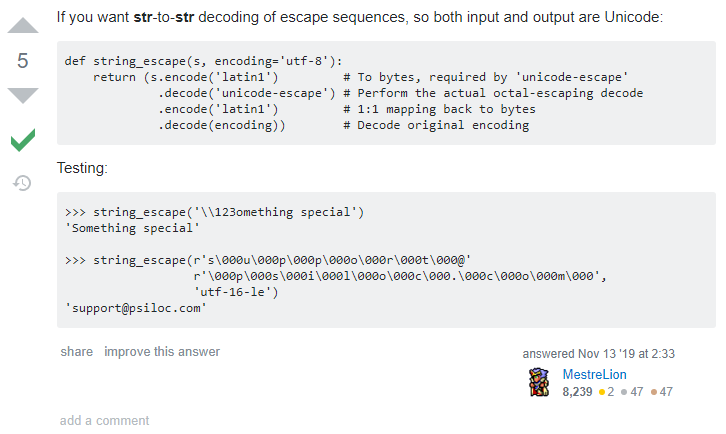 If you want str-to-str decoding of escape sequences, so both input and output are Unicode:
5
def string_escape(s, encoding='utf-8'):
    return (s.encode('latin1')         # To bytes, required by 'unicode-escape'
             .decode('unicode-escape') # Perform the actual octal-escaping decode
             .encode('latin1')         # 1:1 mapping back to bytes
             .decode(encoding))        # Decode original encoding
Testing:
>>> string_escape('\\123omething special')
'Something special'
>>> string_escape(r's\000u\000p\000p\000o\000r\000t\000@'
                  r'\000p\000s\000i\000l\000o\000c\000.\000c\000o\000m\000',
                  'utf-16-le')
'support@psiloc.com'
share improve this answer
answered Nov 13 '19 at 2:33
MestreLion
8,239 ●2 ●47 ●47
add a comment